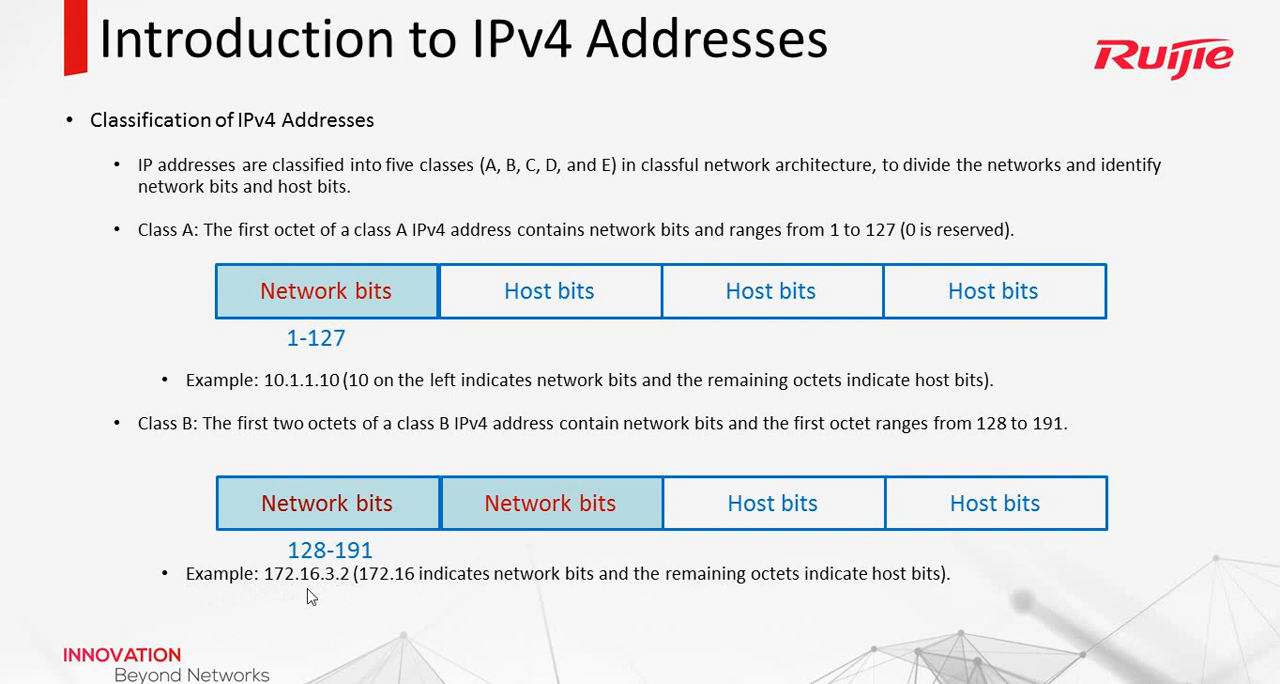 Introduction to IPv4 Addresses
Ruijie
• Classification of IPv4 Addresses
• IP addresses are classified into five classes (A, B, C, D, and E) in classful network architecture, to divide the networks and identify
network bits and host bits.
• Class A: The first octet of a class A IPv4 address contains network bits and ranges from 1 to 127 (0 is reserved).
Network bits Host bits Host bits Host bits
1-127
• Example: 10.1.1.10 (10 on the left indicates network bits and the remaining octets indicate host bits).
• Class B: The first two octets of a class B IPv4 address contain network bits and the first octet ranges from 128 to 191.
Network bits Network bits Host bits Host bits
128-191
• Example: 172.16.3.2 (172.16 indicates network bits and the remaining octets indicate host bits).
INNOVATION
Beyond Networks